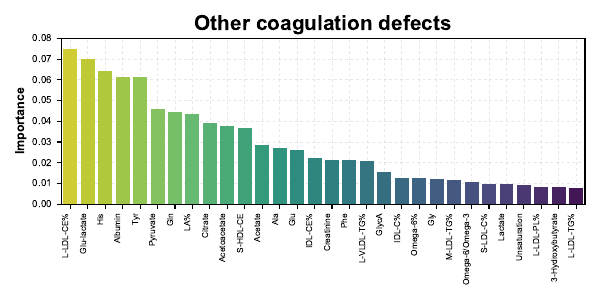 Other coagulation defects
Importance
0.08
0.07
0.06
0.05
0.04
0.03
0.02
0.01
0.00
L-LDL-CE%
Glu-lactate
His
Albumin
Tyr
Pyruvate
Gln
LA%
Citrate
Acetoacetate
S-HDL-CE
Acetate
Ala
Glu
IDL-CE%
Creatinine
Phe
L-VLDL-TG%
GlycA
IDL-C%
Omega-6%
Gly
M-LDL-TG%
Omega-6/Omega-3
S-LDL-C%
Lactate
Unsaturation
L-LDL-PL%
3-Hydroxybutyrate
L-LDL-TG%